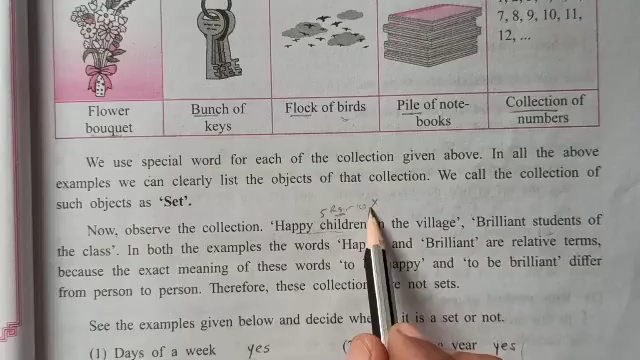 7, 8, 9, 10, 11,
12, ...
Flower bouquet
Bunch of keys
Flock of birds
Pile of note-books
Collection of numbers
We use special word for each of the collection given above. In all the above
examples we can clearly list the objects of that collection. We call the collection of
such objects as 'Set'.
Now, observe the collection. 'Happy children the village', 'Brilliant students of
the class'. In both the examples the words 'Hap and 'Brilliant' are relative terms,
because the exact meaning of these words 'to appy' and 'to be brilliant' differ
from person to person. Therefore, these collection re not sets.
See the examples given below and decide whe it is a set or not.
(1) Days of a week yes
year yes